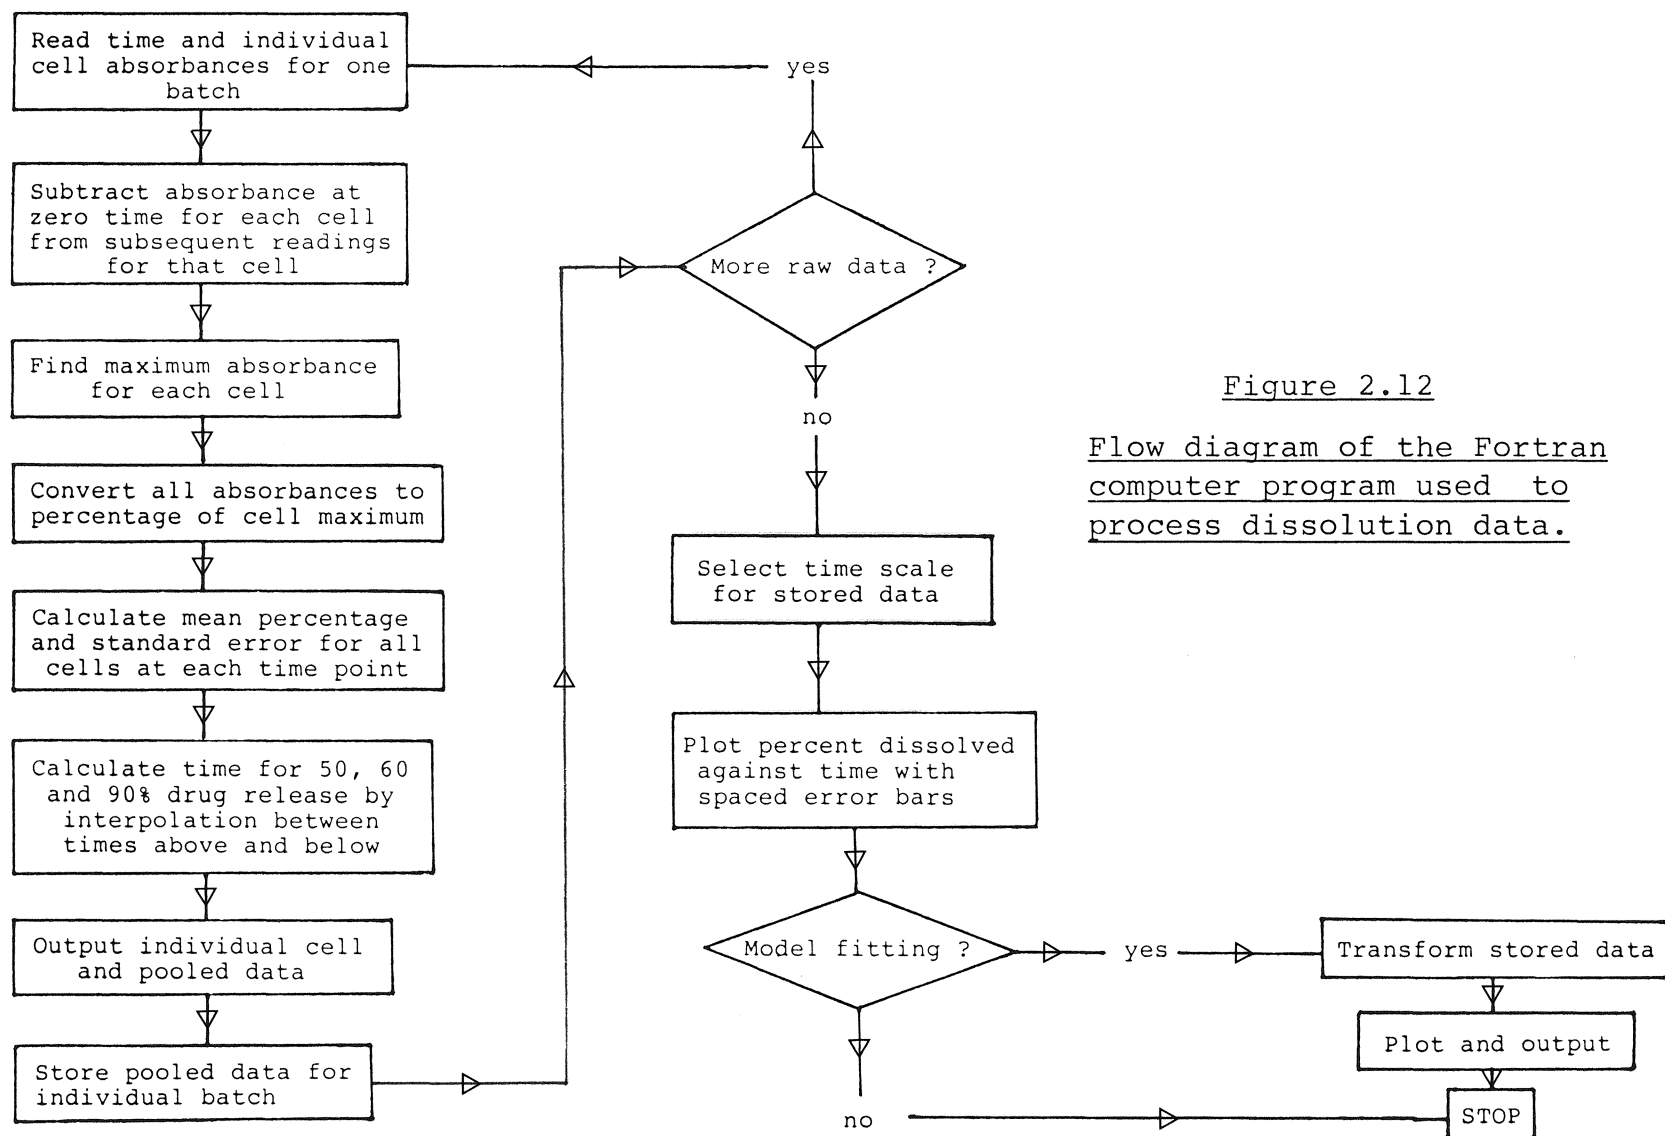 Read time and individual
cell absorbances for one
batch
Subtract absorbance at
zero time for each cell
from subsequent readings
for that cell
Find maximum absorbance
for each cell
Convert all absorbances to
percentage of cell maximum
Calculate mean percentage
and standard error for all
cells at each time point
Calculate time for 50, 60
and 90% drug release by
interpolation between
times above and below
Output individual cell
and pooled data
Store pooled data for
individual batch
yes
More raw data ?
no
Select time scale
for stored data
Plot percent dissolved
against time with
spaced error bars
Model fitting ?
yes
no
Transform stored data
Plot and output
STOP
Figure 2.12
Flow diagram of the Fortran
computer program used to
process dissolution data.